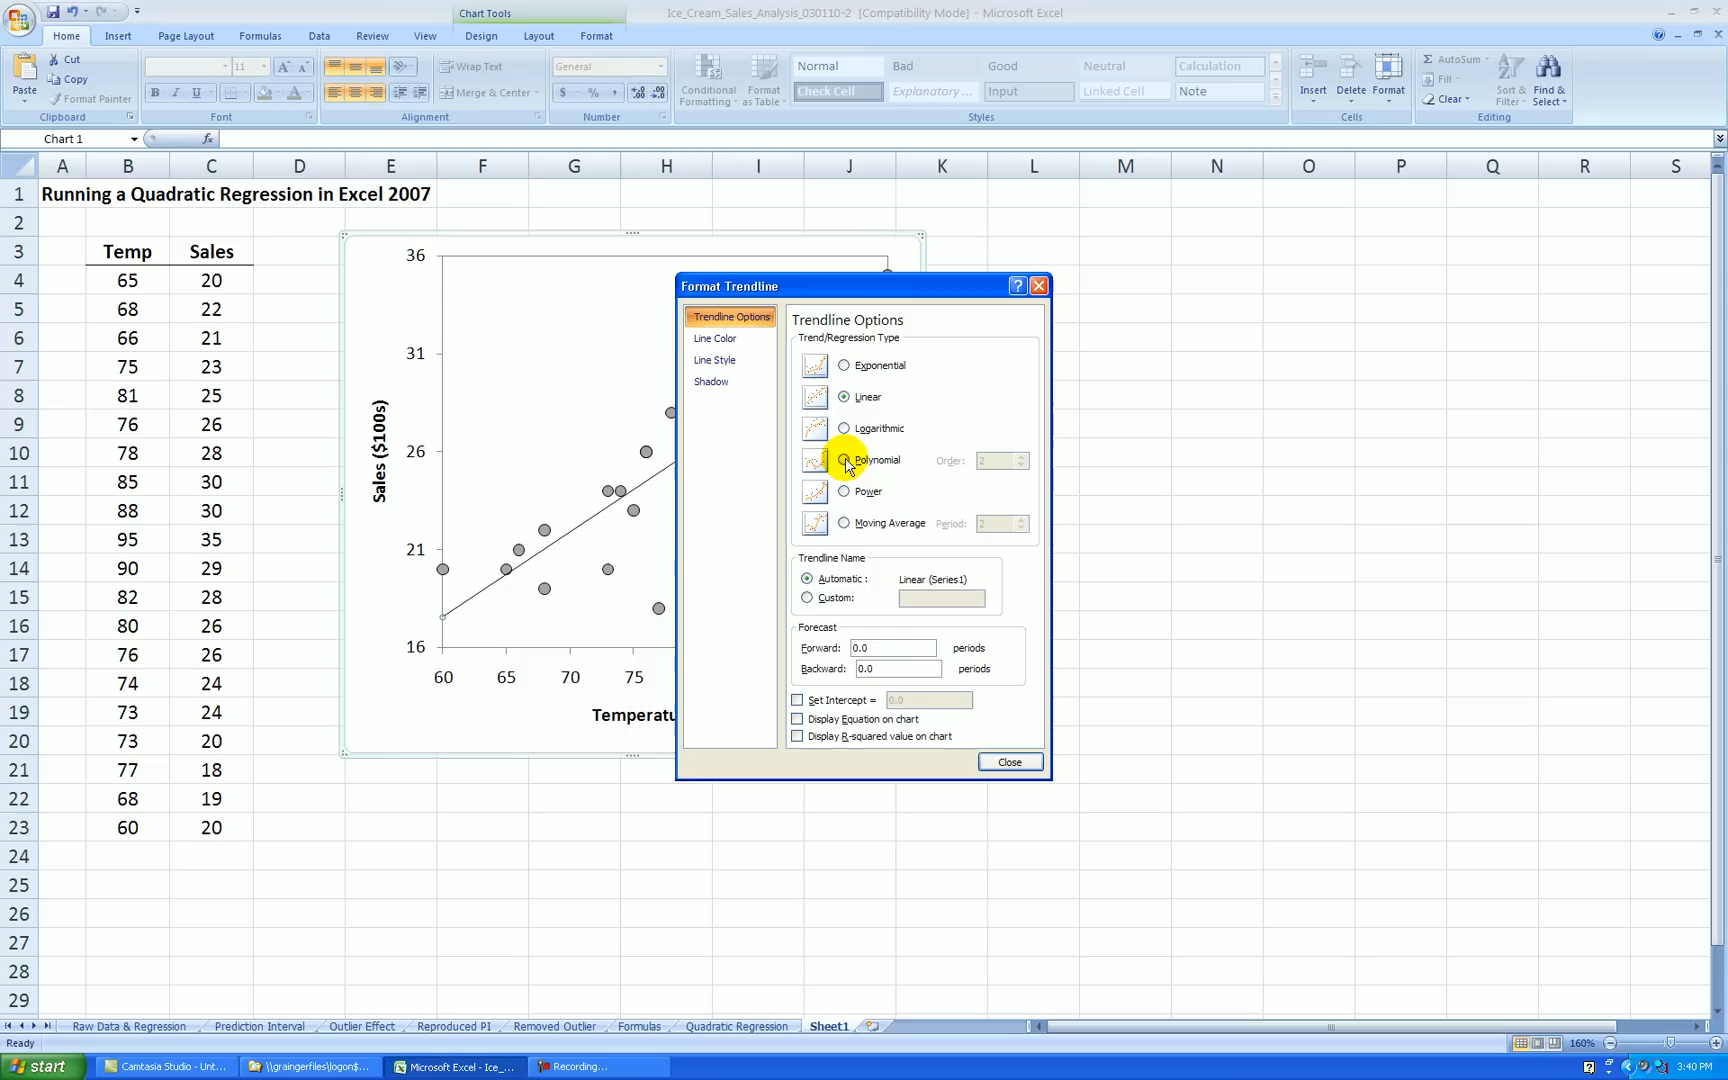 Chart Tools
Ice_Cream_Sales_Analysis_030110-2 [Compatibility Mode] - Microsoft Excel
Home Insert Page Layout Formulas Data Review View Design Layout Format
Paste
Cut
Copy
Format Painter
Clipboard
11
B I U
Font
Wrap Text
Merge & Center
Alignment
General
$ % ,
Number
Conditional Formatting
Format as Table
Normal Bad Good Neutral Calculation
Check Cell Explanatory ... Input Linked Cell Note
Styles
Insert Delete Format
Cells
AutoSum
Fill
Clear
Sort & Filter
Find & Select
Editing
Chart 1 fx
A B C D E F G H I J K L M N O P Q R S
1 Running a Quadratic Regression in Excel 2007
2
3 Temp Sales
4 65 20
5 68 22
6 66 21
7 75 23
8 81 25
9 76 26
10 78 28
11 85 30
12 88 30
13 95 35
14 90 29
15 82 28
16 80 26
17 76 26
18 74 24
19 73 24
20 73 20
21 77 18
22 68 19
23 60 20
24
25
26
27
28
29
36
31
26
21
16
Sales ($100s)
60 65 70 75
Temperatu
Format Trendline
Trendline Options
Line Color
Line Style
Shadow
Trendline Options
Trend/Regression Type
Exponential
Linear
Logarithmic
Polynomial Order: 2
Power
Moving Average Period: 2
Trendline Name
Automatic : Linear (Series1)
Custom:
Forecast
Forward: 0.0 periods
Backward: 0.0 periods
Set Intercept = 0.0
Display Equation on chart
Display R-squared value on chart
Close
Raw Data & Regression Prediction Interval Outlier Effect Reproduced PI Removed Outlier Formulas Quadratic Regression Sheet1
Ready 160%
start Camtasia Studio - Unt... \\graingerfiles\logon$... Microsoft Excel - Ice_... Recording... 3:40 PM